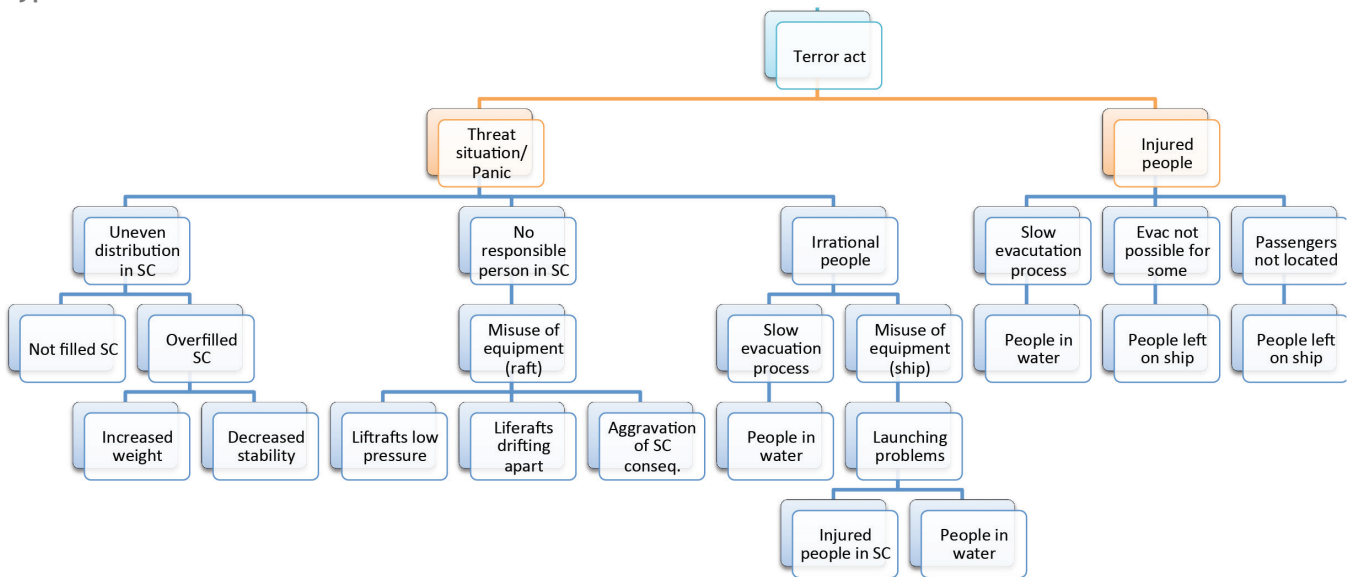 Terror act
Threat
situation/
Panic
Injured
people
Uneven
distribution
in SC
No
responsible
person in SC
Irrational
people
Slow
evacutation
process
Evac not
possible for
some
Passengers
not located
Not filled SC
Overfilled
SC
Misuse of
equipment
(raft)
Slow
evacuation
process
Misuse of
equipment
(ship)
People in
water
People left
on ship
People left
on ship
Increased
weight
Decreased
stability
Liftrafts low
pressure
Liferafts
drifting
apart
Aggravation
of SC
conseq.
People in
water
Launching
problems
Injured
people in SC
People in
water